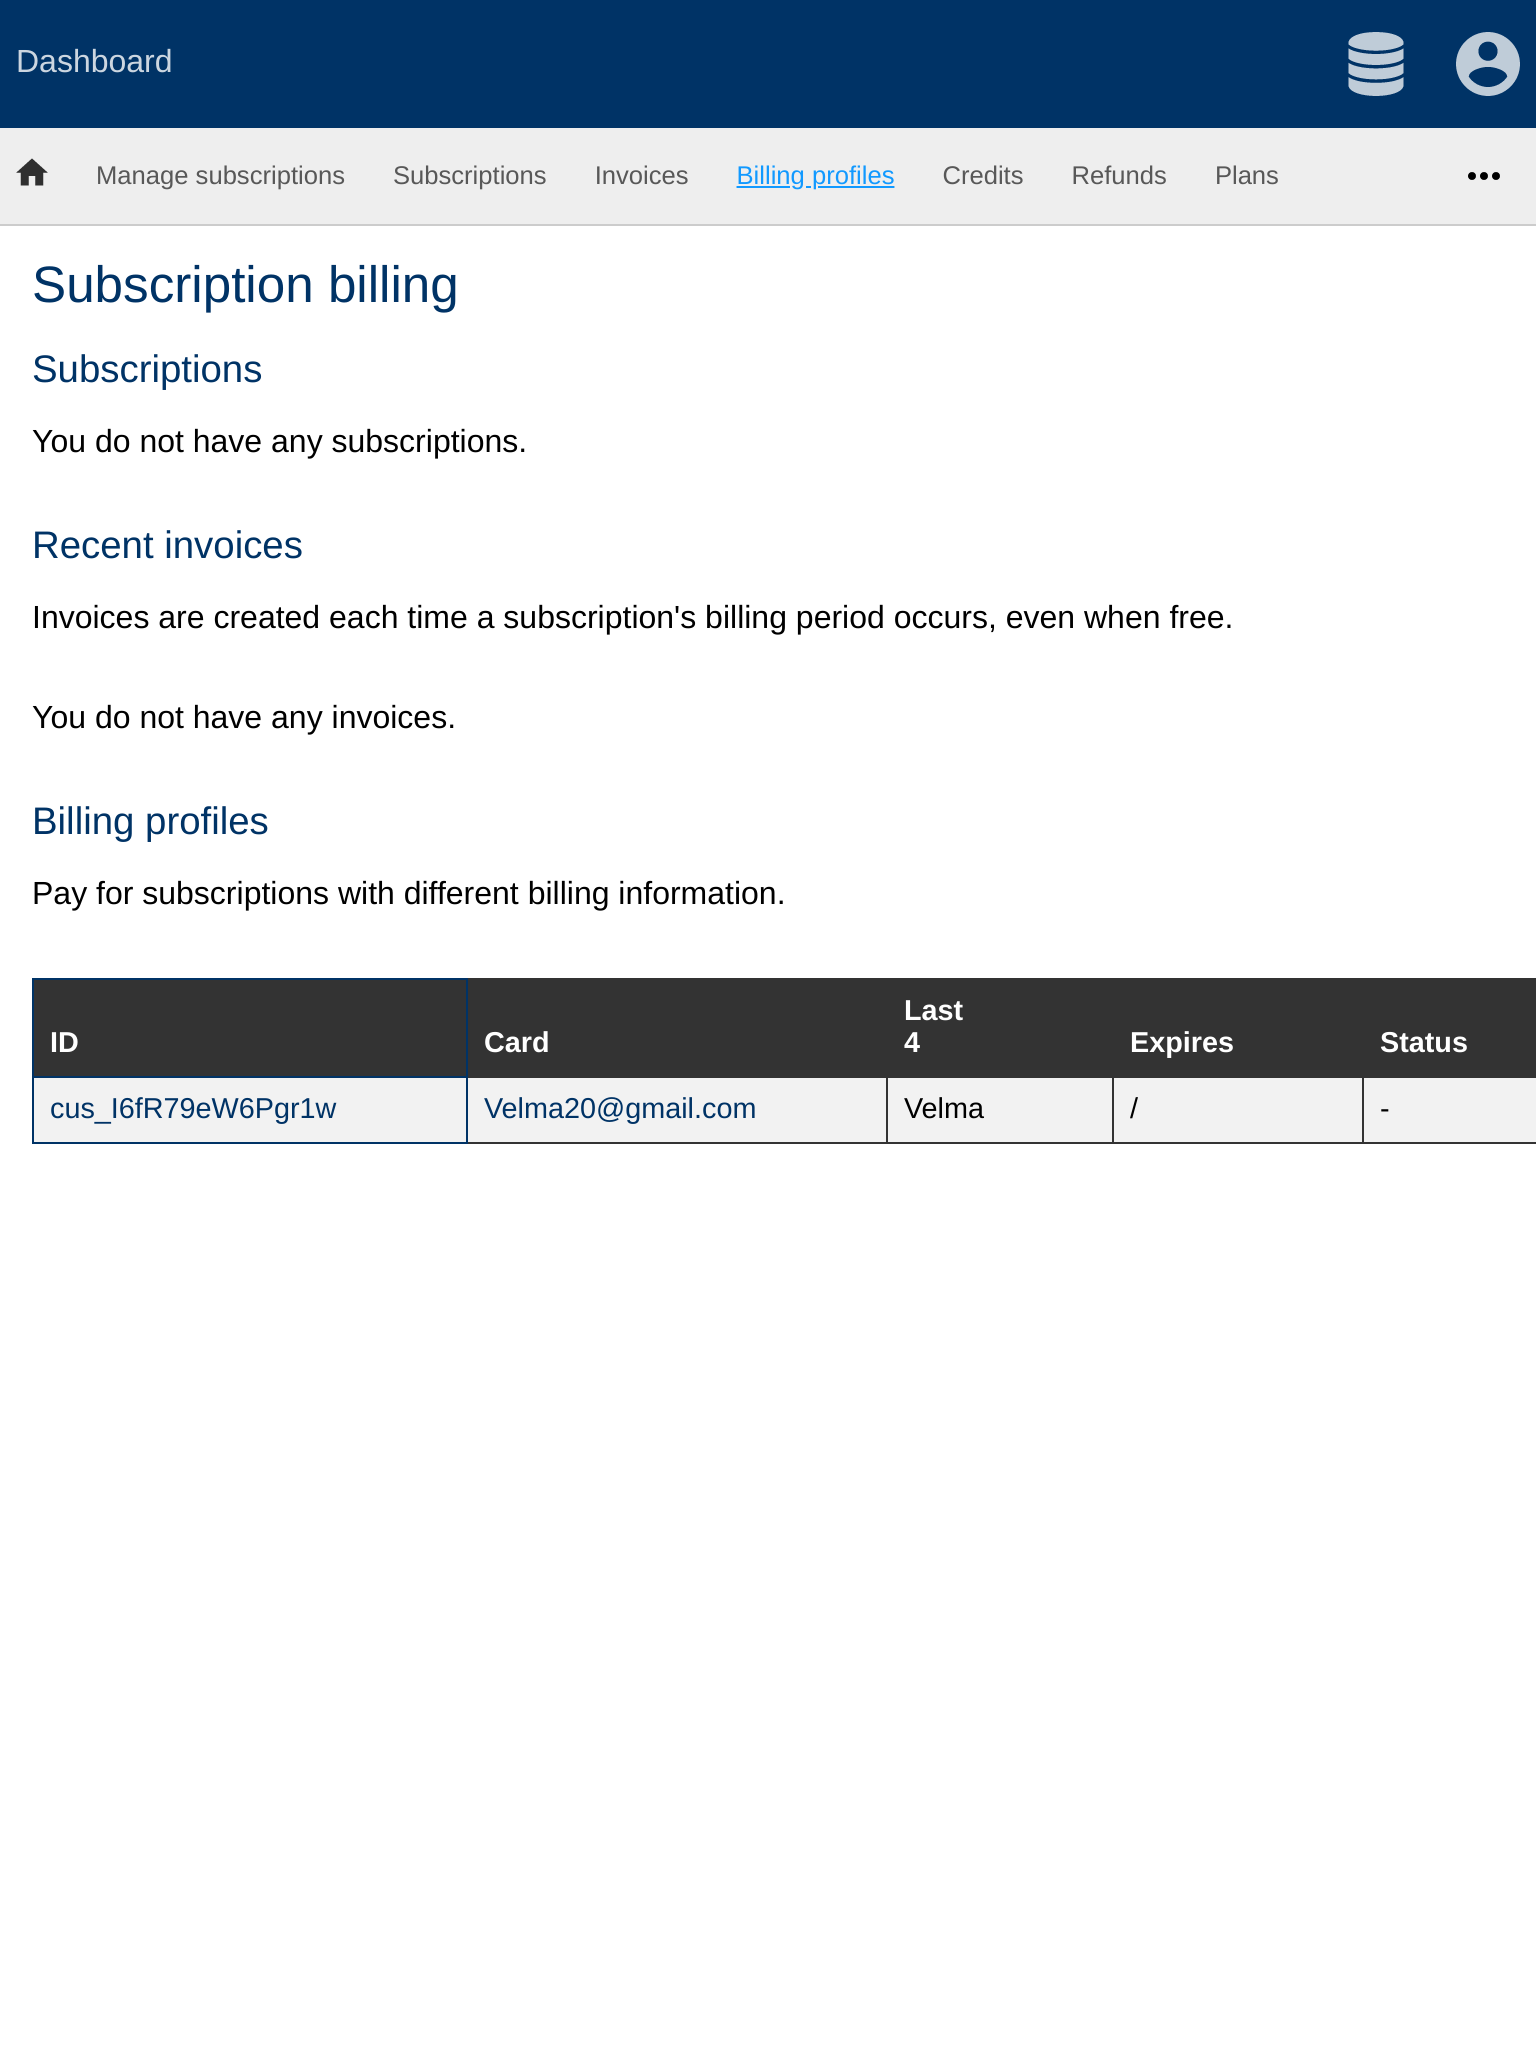 Dashboard
Manage subscriptions Subscriptions Invoices Billing profiles Credits Refunds Plans
Subscription billing
Subscriptions
You do not have any subscriptions.
Recent invoices
Invoices are created each time a subscription's billing period occurs, even when free.
You do not have any invoices.
Billing profiles
Pay for subscriptions with different billing information.
ID Card Last 4 Expires Status
cus_I6fR79eW6Pgr1w Velma20@gmail.com Velma / -